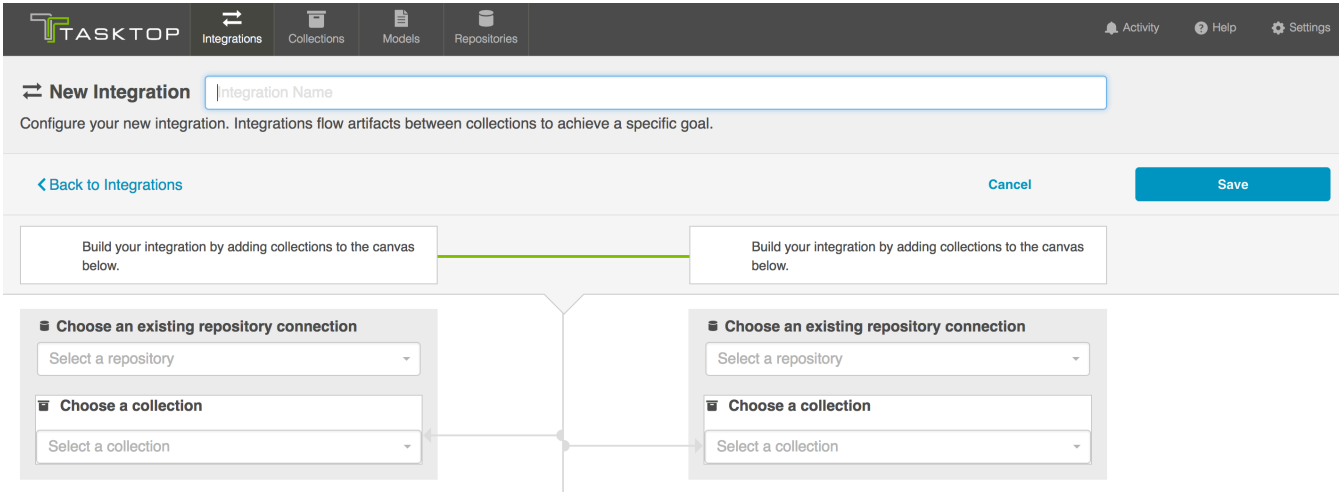 TASKTOP
Integrations
Collections
Models
Repositories
Activity
Help
Settings
New Integration
Integration Name
Configure your new integration. Integrations flow artifacts between collections to achieve a specific goal.
Back to Integrations
Cancel
Save
Build your integration by adding collections to the canvas
below.
Build your integration by adding collections to the canvas
below.
Choose an existing repository connection
Select a repository
Choose a collection
Select a collection
Choose an existing repository connection
Select a repository
Choose a collection
Select a collection